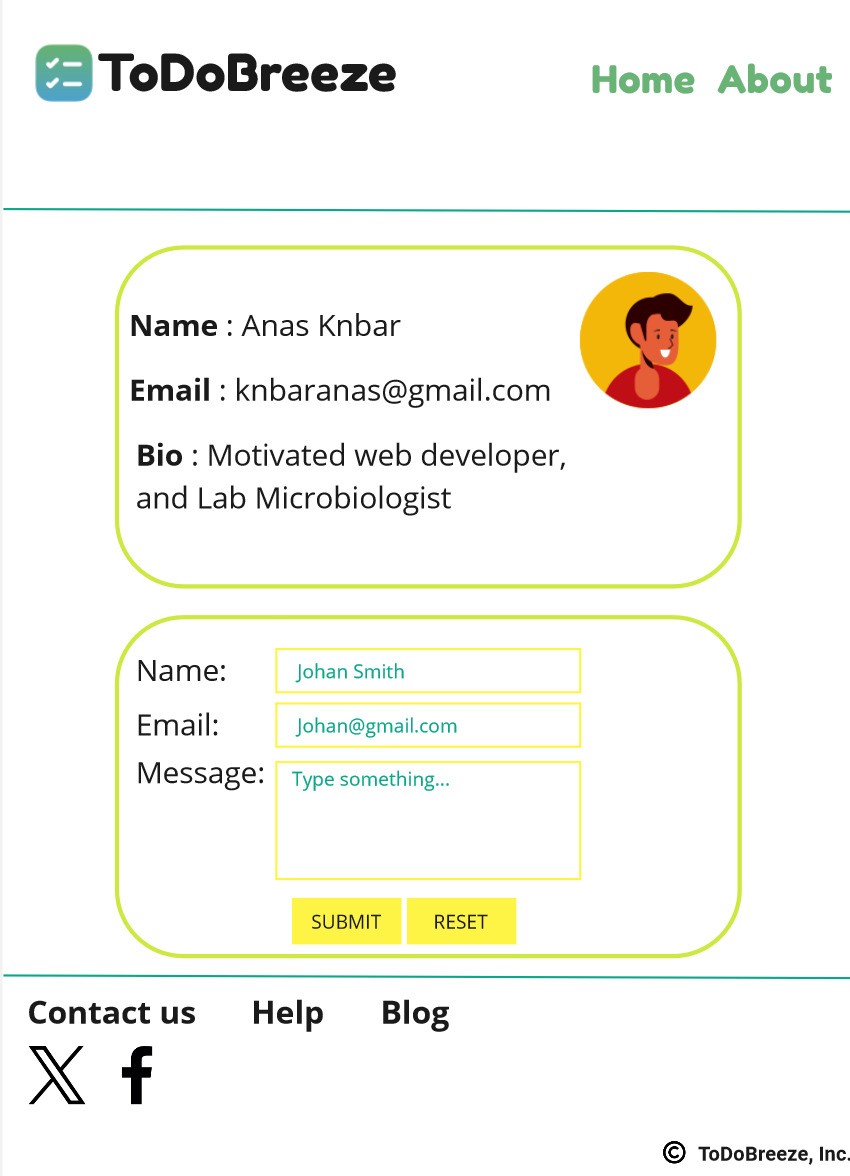 ToDoBreeze
Home About
Name : Anas Knbar
Email : knbaranas@gmail.com
Bio : Motivated web developer,
and Lab Microbiologist
Name: Johan Smith
Email: Johan@gmail.com
Message: Type something...
SUBMIT RESET
Contact us Help Blog
© ToDoBreeze, Inc.